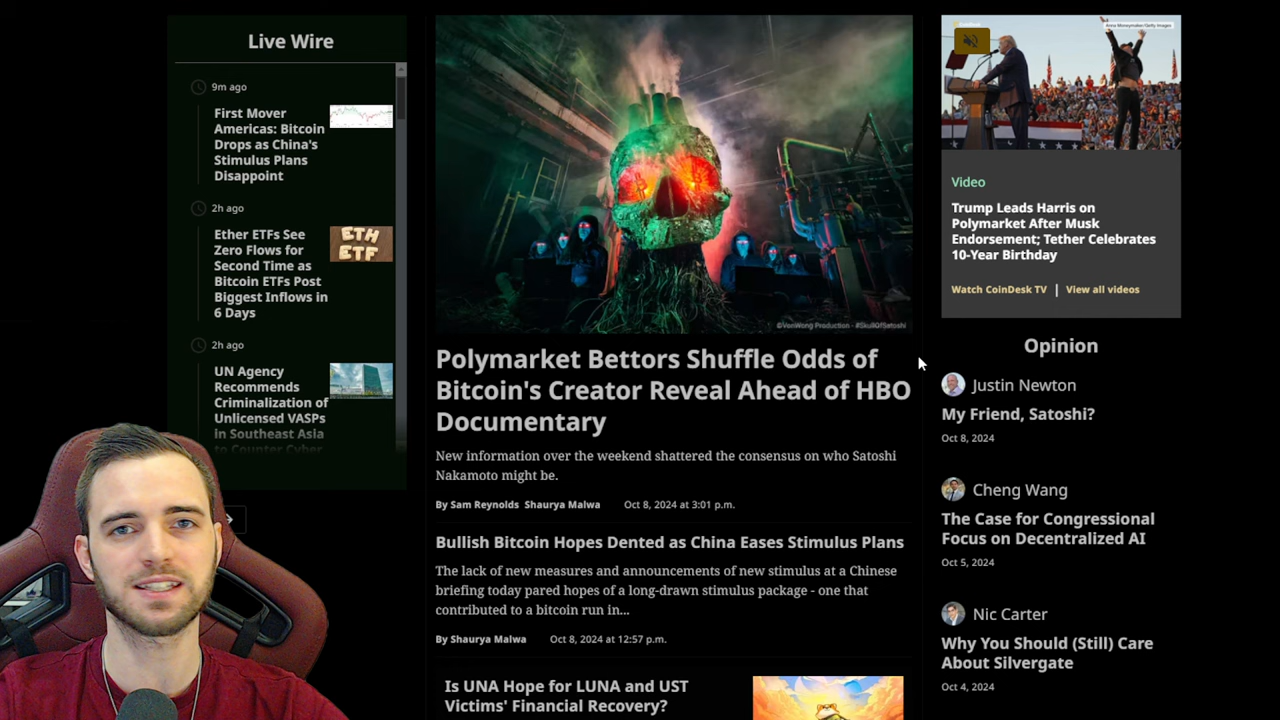 Live Wire
9m ago
First Mover
Americas: Bitcoin
Drops as China's
Stimulus Plans
Disappoint
2h ago
Ether ETFs See
Zero Flows for
Second Time as
Bitcoin ETFs Post
Biggest Inflows in
6 Days
ETH
ETF
2h ago
UN Agency
Recommends
Criminalization of
Unlicensed VASPs
in Southeast Asia
to Counter Cyber
©VonWong Production - #SkullOfSatoshi
Polymarket Bettors Shuffle Odds of
Bitcoin's Creator Reveal Ahead of HBO
Documentary
New information over the weekend shattered the consensus on who Satoshi
Nakamoto might be.
By Sam Reynolds Shaurya Malwa Oct 8, 2024 at 3:01 p.m.
Bullish Bitcoin Hopes Dented as China Eases Stimulus Plans
The lack of new measures and announcements of new stimulus at a Chinese
briefing today pared hopes of a long-drawn stimulus package - one that
contributed to a bitcoin run in...
By Shaurya Malwa Oct 8, 2024 at 12:57 p.m.
Is UNA Hope for LUNA and UST
Victims' Financial Recovery?
Anna Moneymaker/Getty Images
Video
Trump Leads Harris on
Polymarket After Musk
Endorsement; Tether Celebrates
10-Year Birthday
Watch CoinDesk TV | View all videos
Opinion
Justin Newton
My Friend, Satoshi?
Oct 8, 2024
Cheng Wang
The Case for Congressional
Focus on Decentralized AI
Oct 5, 2024
Nic Carter
Why You Should (Still) Care
About Silvergate
Oct 4, 2024